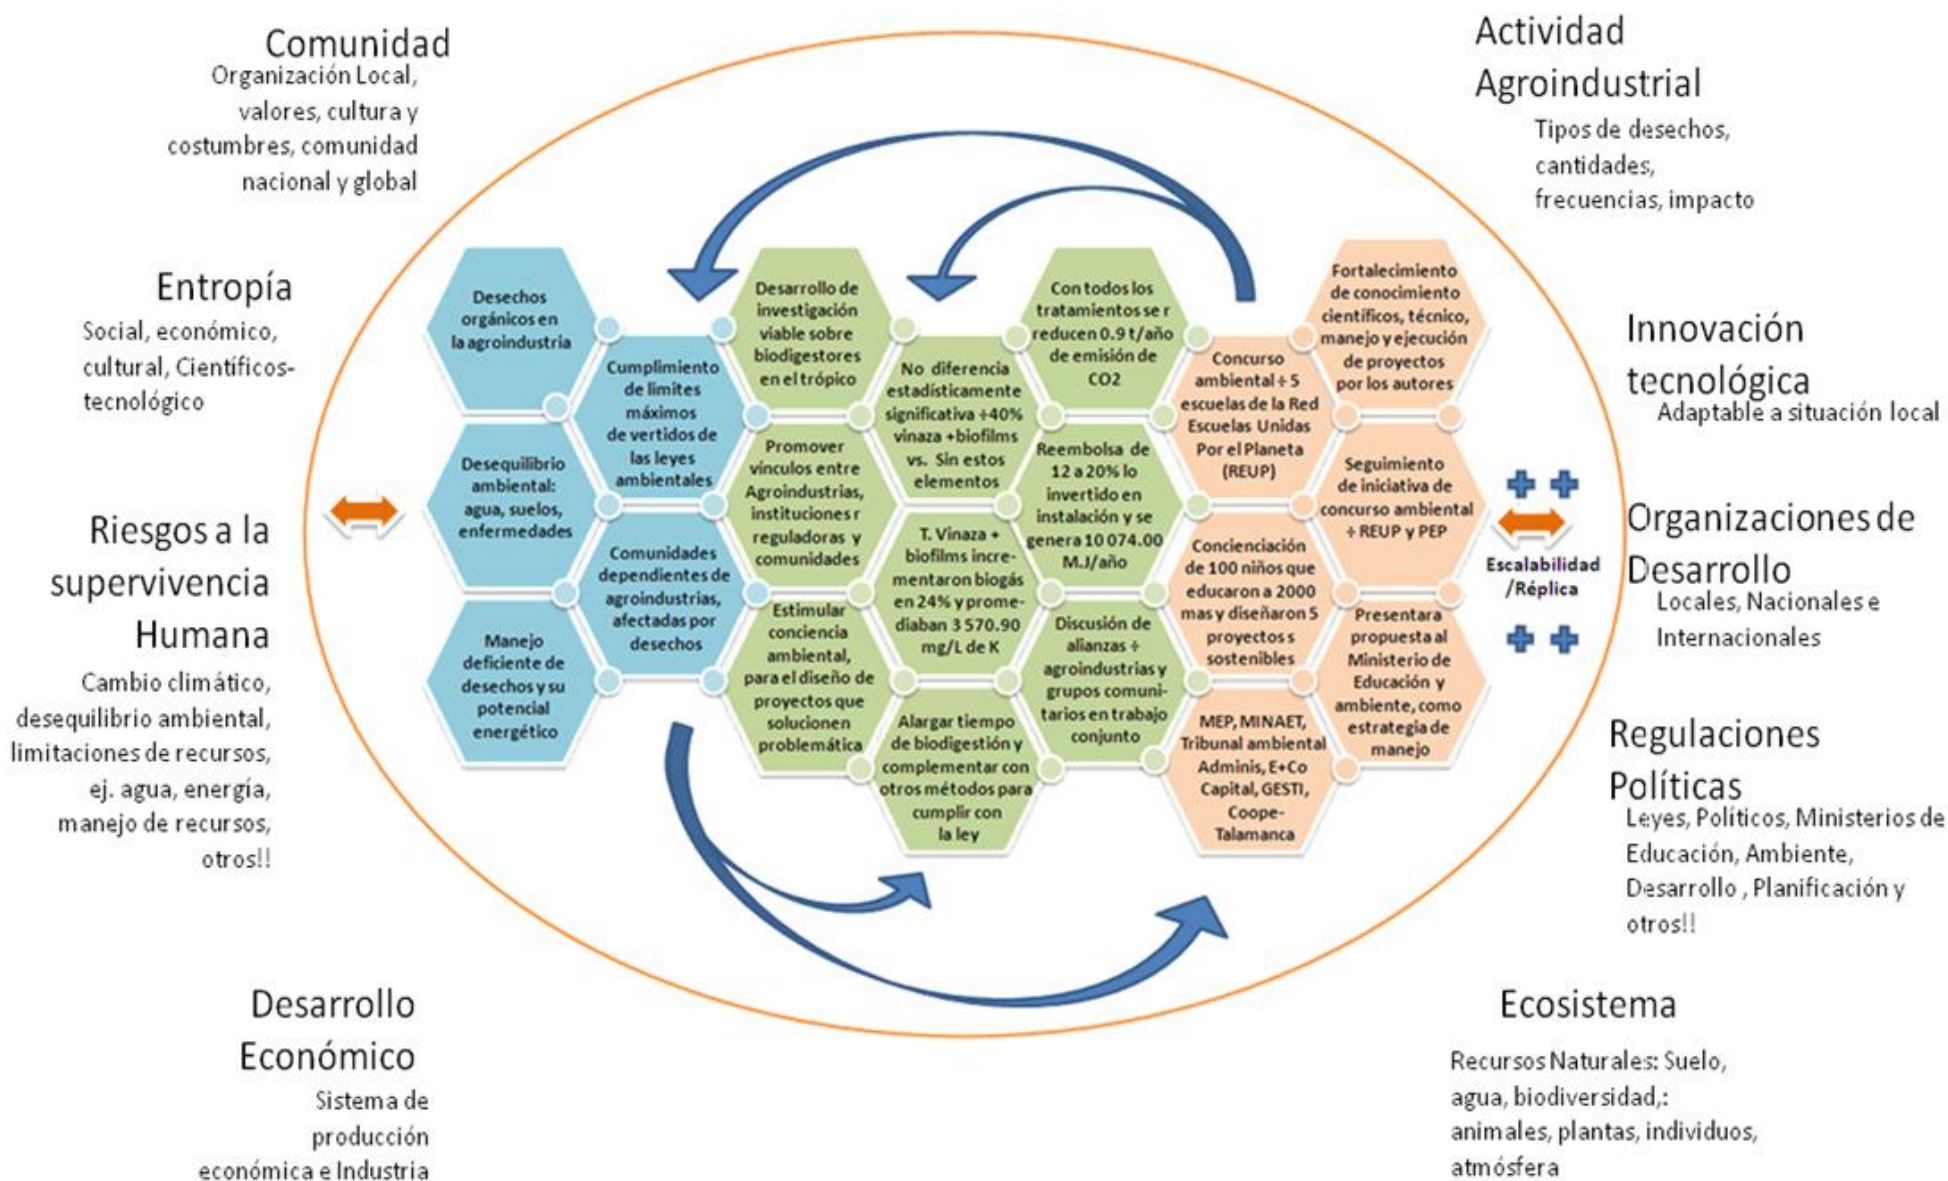 Comunidad
Organización Local,
valores, cultura y
costumbres, comunidad
nacional y global
Entropía
Social, económico,
cultural, Científicos-
tecnológico
Riesgos a la
supervivencia
Humana
Cambio climático,
desequilibrio ambiental,
limitaciones de recursos,
ej. agua, energía,
manejo de recursos,
otros!!
Desarrollo
Económico
Sistema de
producción
económica e Industria
Desechos
orgánicos en
la agroindustria
Desequilibrio
ambiental:
agua, suelos,
enfermedades
Manejo
deficiente de
desechos y su
potencial
energético
Cumplimiento
de limites
máximos
de vertidos de
las leyes
ambientales
Comunidades
dependientes de
agroindustrias,
afectadas por
desechos
Desarrollo de
investigación
viable sobre
biodigestores
en el trópico
Promover
vínculos entre
Agroindustrias,
instituciones r
reguladoras y
comunidades
Estimular
conciencia
ambiental,
para el diseño de
proyectos que
solucionen
problemática
No diferencia
estadísticamente
significativa ÷40%
vinaza +biofilms
vs. Sin estos
elementos
T. Vinaza +
biofilms incre-
mentaron biogás
en 24% y prome-
diaban 3 570.90
mg/L de K
Alargar tiempo
de biodigestión y
complementar con
otros métodos para
cumplir con
la ley
Con todos los
tratamientos se r
reducen 0.9 t/año
de emisión de
CO2
Reembolsa de
12 a 20% lo
invertido en
instalación y se
genera 10 074.00
M.J/año
Discusión de
alianzas ÷
agroindustrias y
grupos comuni-
tarios en trabajo
conjunto
Concurso
ambiental ÷ 5
escuelas de la Red
Escuelas Unidas
Por el Planeta
(REUP)
Concienciación
de 100 niños que
educaron a 2000
mas y diseñaron 5
proyectos s
sostenibles
MEP, MINAET,
Tribunal ambiental
Adminis, E+Co
Capital, GESTI,
Coope-
Talamanca
Fortalecimiento
de conocimiento
científicos, técnico,
manejo y ejecución
de proyectos
por los autores
Seguimiento
de iniciativa de
concurso ambiental
÷ REUP y PEP
Presentara
propuesta al
Ministerio de
Educación y
ambiente, como
estrategia de
manejo
Escalabilidad
/Réplica
Actividad
Agroindustrial
Tipos de desechos,
cantidades,
frecuencias, impacto
Innovación
tecnológica
Adaptable a situación local
Organizaciones de
Desarrollo
Locales, Nacionales e
Internacionales
Regulaciones
Políticas
Leyes, Políticos, Ministerios de
Educación, Ambiente,
Desarrollo , Planificación y
otros!!
Ecosistema
Recursos Naturales: Suelo,
agua, biodiversidad,:
animales, plantas, individuos,
atmósfera